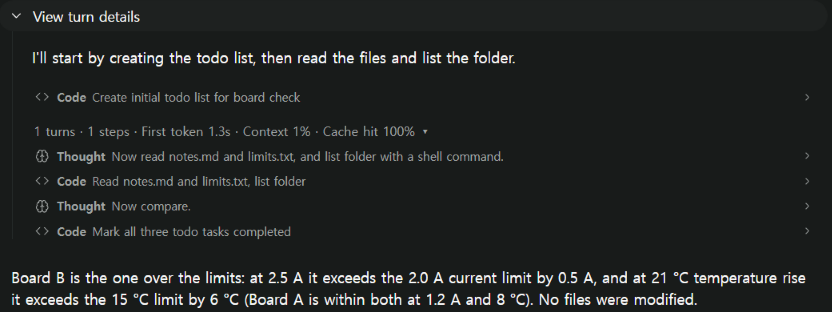 View turn details
I'll start by creating the todo list, then read the files and list the folder.
Code Create initial todo list for board check
1 turns · 1 steps · First token 1.3s · Context 1% · Cache hit 100%
Thought Now read notes.md and limits.txt, and list folder with a shell command.
Code Read notes.md and limits.txt, list folder
Thought Now compare.
Code Mark all three todo tasks completed
Board B is the one over the limits: at 2.5 A it exceeds the 2.0 A current limit by 0.5 A, and at 21 °C temperature rise
it exceeds the 15 °C limit by 6 °C (Board A is within both at 1.2 A and 8 °C). No files were modified.